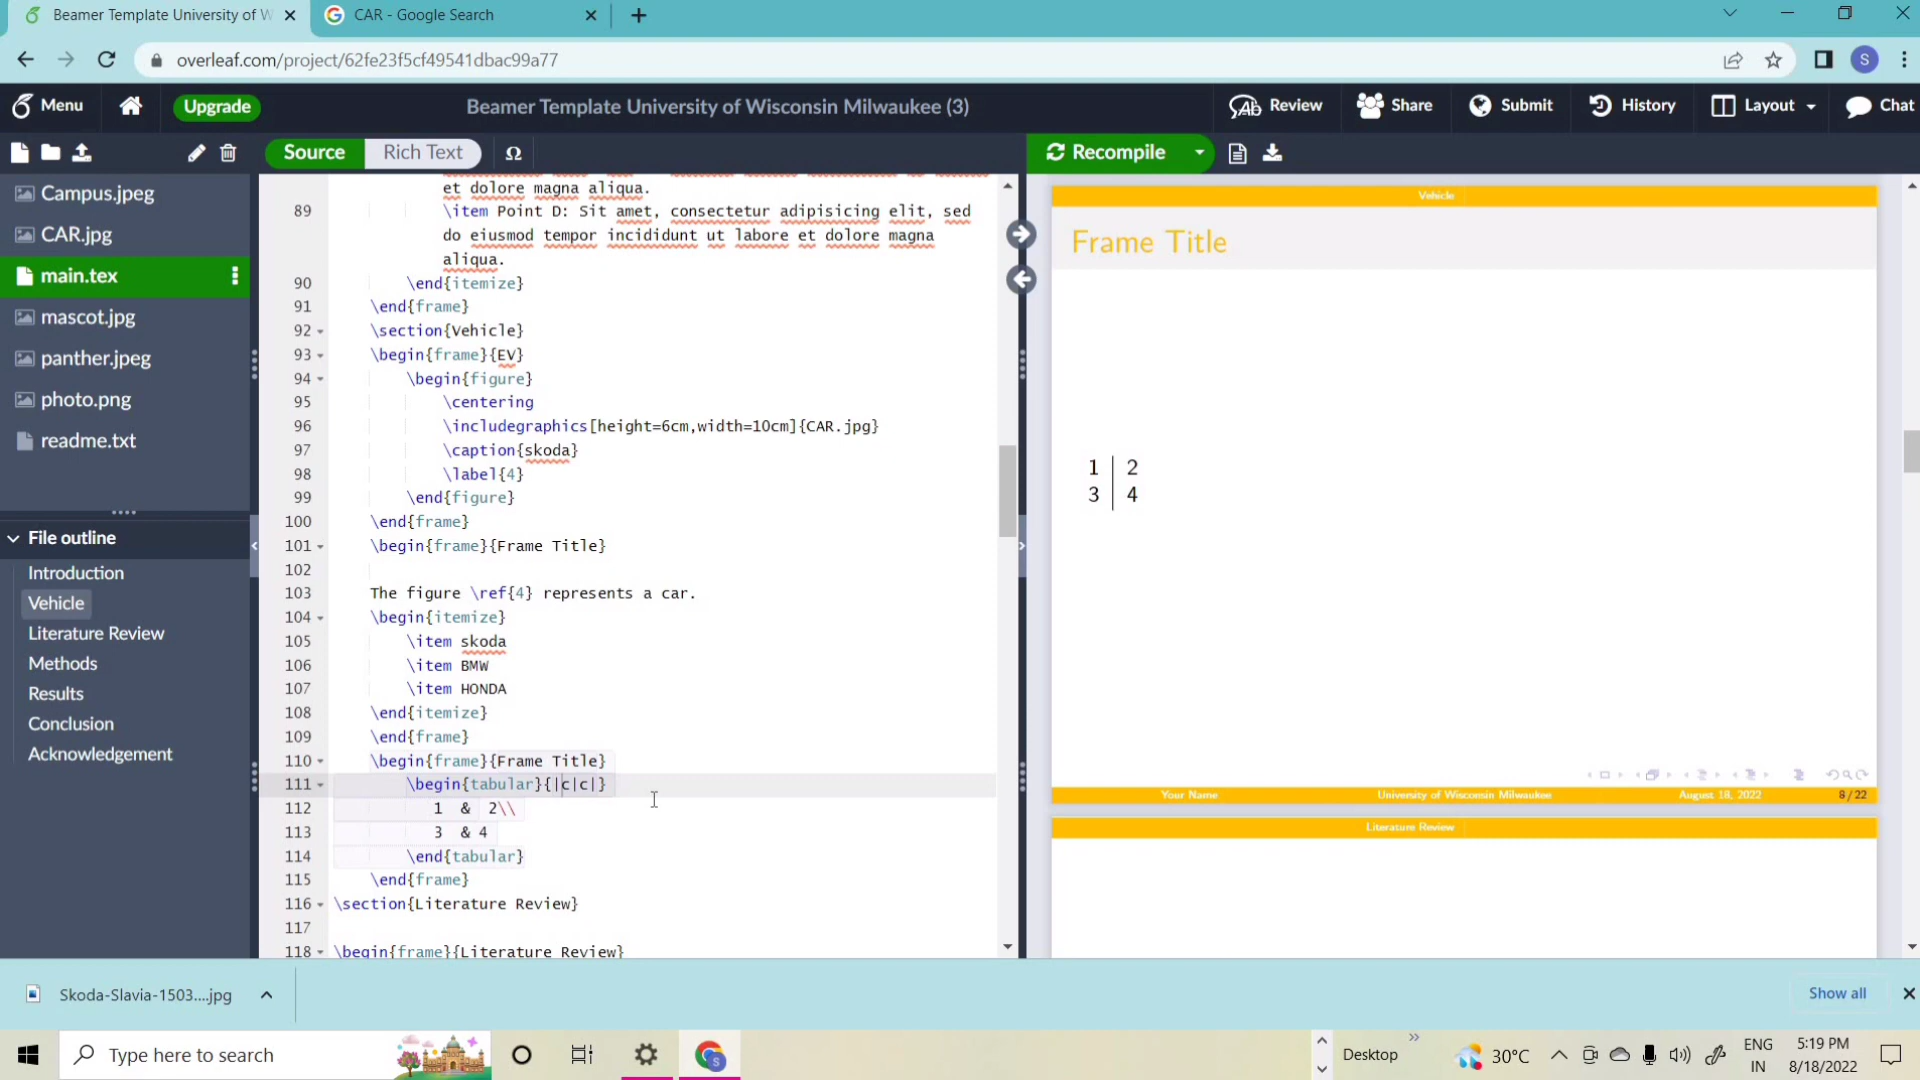 Beamer Template University of W
CAR - Google Search
overleaf.com/project/62fe23f5cf49541dbac99a77
S
Menu
Upgrade
Beamer Template University of Wisconsin Milwaukee (3)
Review
Share
Submit
History
Layout
Chat
Source
Rich Text
Ω
Recompile
Campus.jpeg
CAR.jpg
main.tex
mascot.jpg
panther.jpeg
photo.png
readme.txt
File outline
Introduction
Vehicle
Literature Review
Methods
Results
Conclusion
Acknowledgement
et dolore magna aliqua.
89 \item Point D: Sit amet, consectetur adipisicing elit, sed
do eiusmod tempor incididunt ut labore et dolore magna
aliqua.
90 \end{itemize}
91 \end{frame}
92 \section{Vehicle}
93 \begin{frame}{EV}
94 \begin{figure}
95 \centering
96 \includegraphics[height=6cm,width=10cm]{CAR.jpg}
97 \caption{skoda}
98 \label{4}
99 \end{figure}
100 \end{frame}
101 \begin{frame}{Frame Title}
102
103 The figure \ref{4} represents a car.
104 \begin{itemize}
105 \item skoda
106 \item BMW
107 \item HONDA
108 \end{itemize}
109 \end{frame}
110 \begin{frame}{Frame Title}
111 \begin{tabular}{|c|c|}
112 1 & 2\\
113 3 & 4
114 \end{tabular}
115 \end{frame}
116 \section{Literature Review}
117
118 \begin{frame}{Literature Review}
Vehicle
Frame Title
1 2
3 4
Your Name University of Wisconsin Milwaukee August 18, 2022 8/22
Literature Review
Skoda-Slavia-1503....jpg
Show all
Type here to search
Desktop
30°C
ENG
IN
5:19 PM
8/18/2022